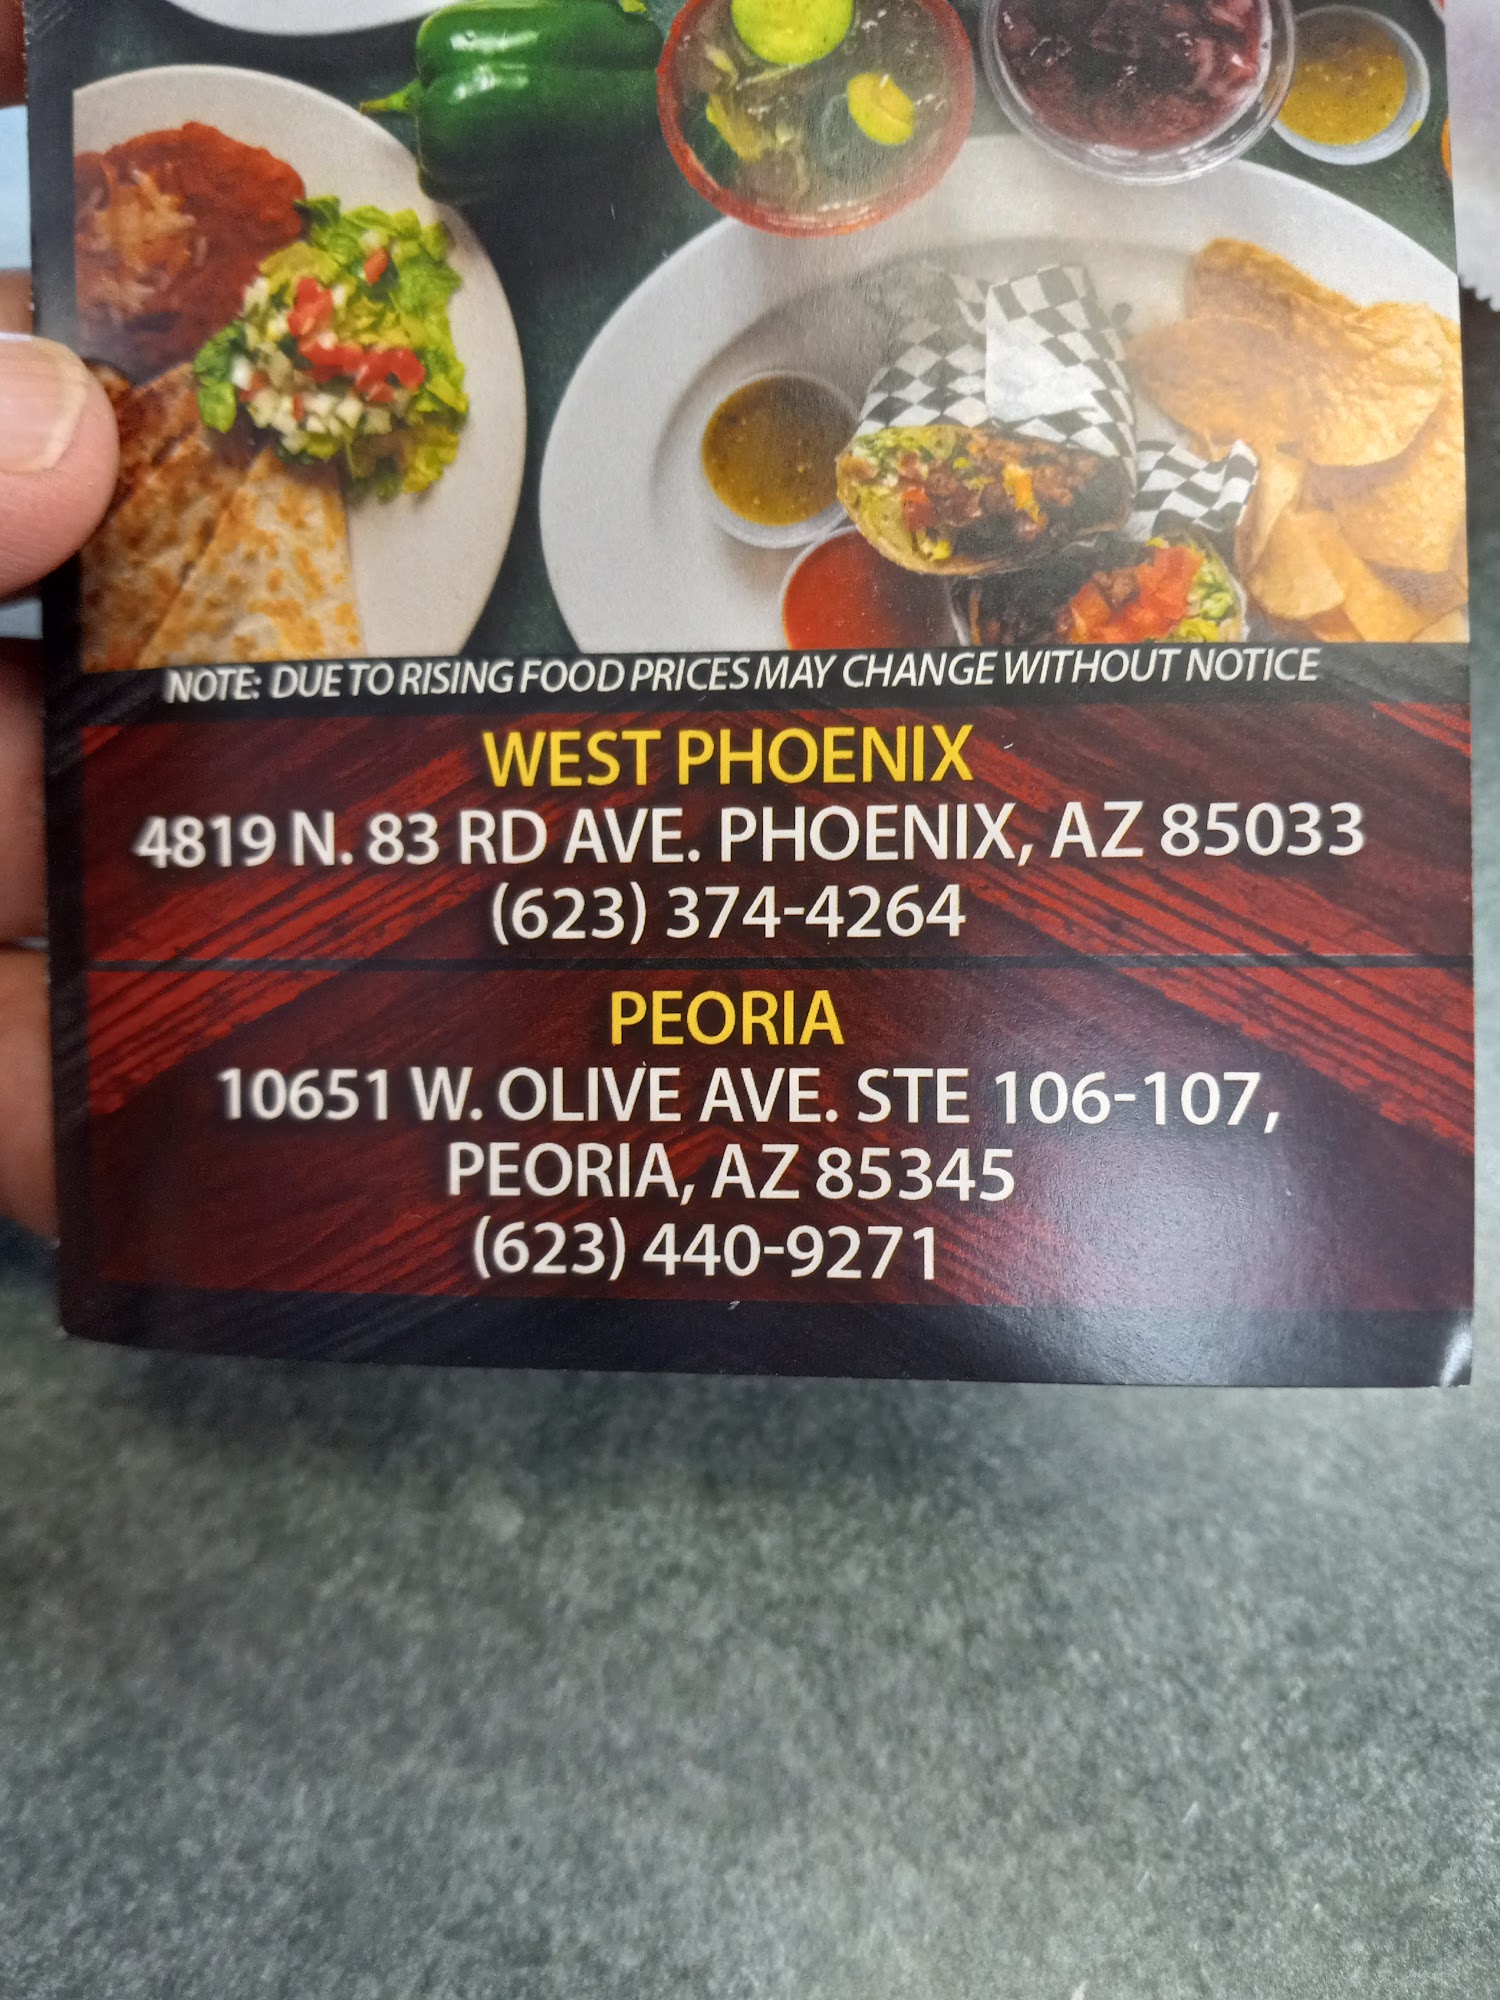 NOTE: DUE TO RISING FOOD PRICES MAY CHANGE WITHOUT NOTICE
WEST PHOENIX
4819 N. 83 RD AVE. PHOENIX, AZ 85033
(623) 374-4264
PEORIA
10651 W. OLIVE AVE. STE 106-107,
PEORIA, AZ 85345
(623) 440-9271